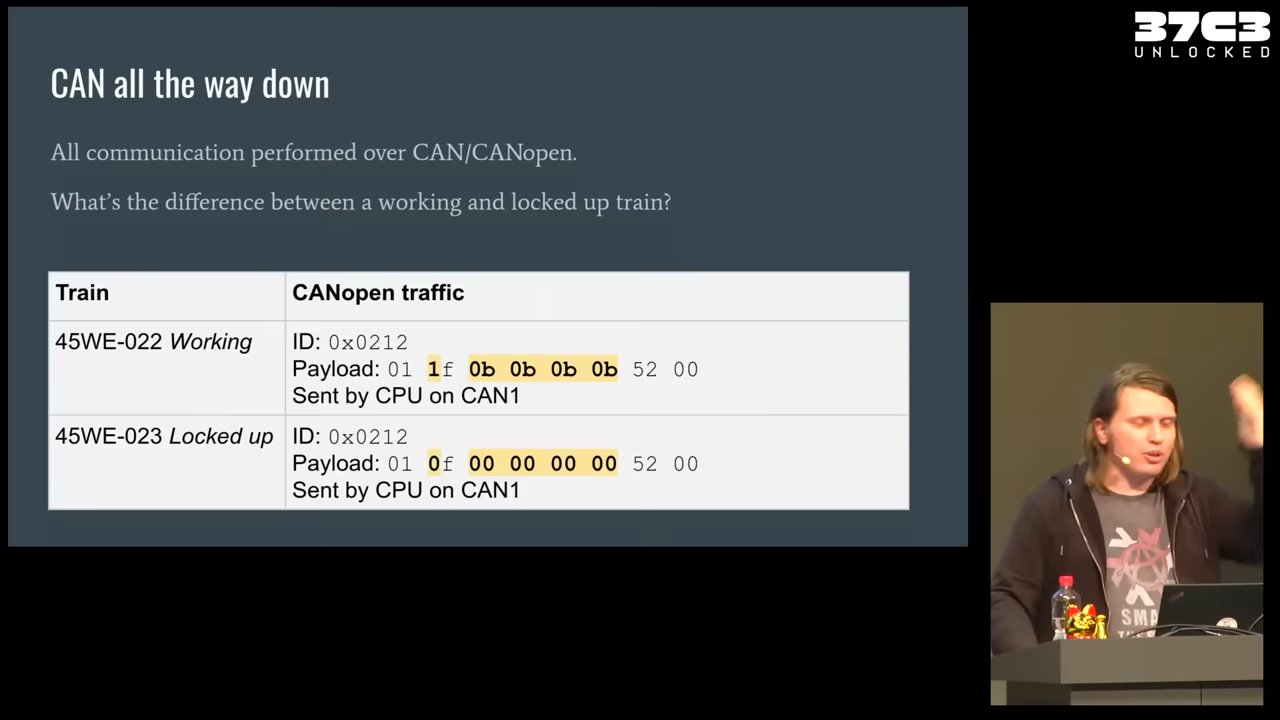 37C3
UNLOCKED
CAN all the way down
All communication performed over CAN/CANopen.
What's the difference between a working and locked up train?
Train CANopen traffic
45WE-022 Working ID: 0x0212
Payload: 01 1f 0b 0b 0b 0b 52 00
Sent by CPU on CAN1
45WE-023 Locked up ID: 0x0212
Payload: 01 0f 00 00 00 00 52 00
Sent by CPU on CAN1